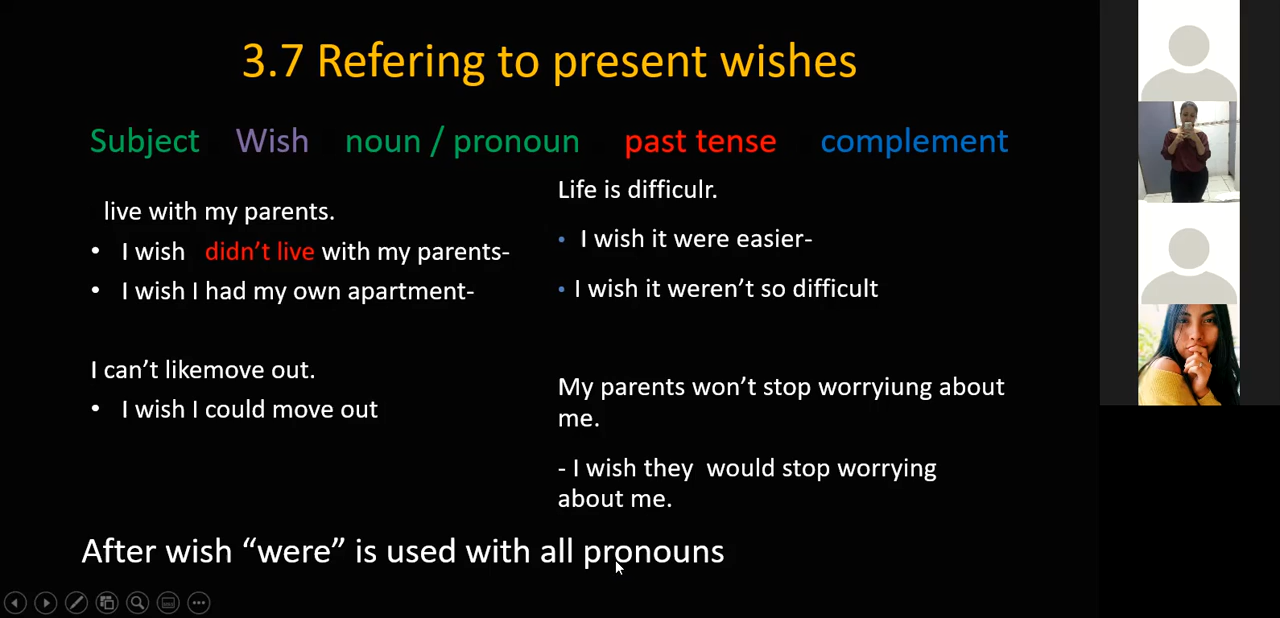 3.7 Refering to present wishes
Subject Wish noun / pronoun past tense complement
live with my parents.
• I wish didn't live with my parents-
• I wish I had my own apartment-
I can't likemove out.
• I wish I could move out
Life is difficulr.
• I wish it were easier-
• I wish it weren't so difficult
My parents won't stop worryiung about
me.
- I wish they would stop worrying
about me.
After wish “were” is used with all pronouns